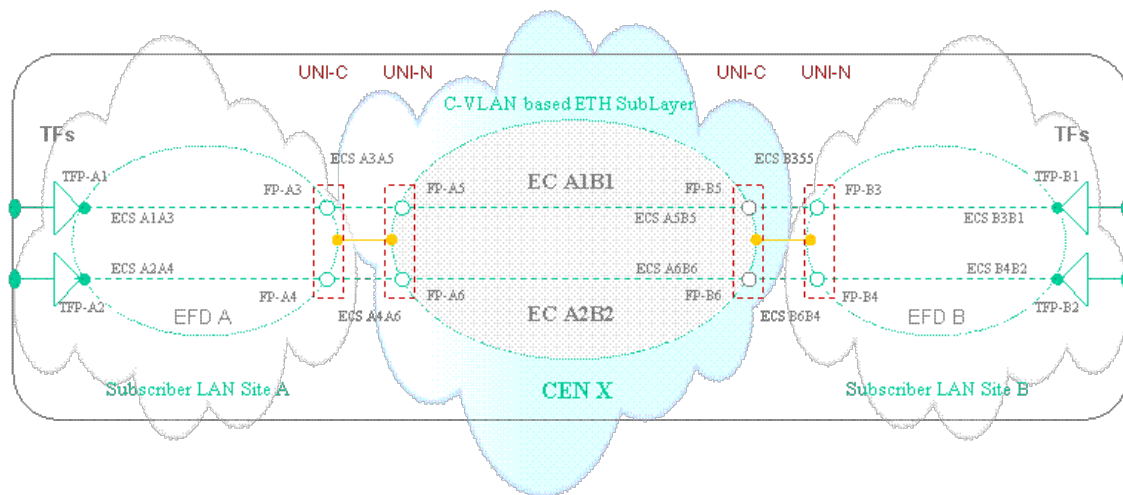 UNI-C
UNI-N
UNI-C
UNI-N
C-VLAN based ETH SubLayer
TFs
TFs
ECS A3A5
ECS B355
TFP-A1
FP-A3
FP-A5
EC A1B1
FP-B5
FP-B3
TFP-B1
ECS A1A3
ECS A5B5
ECS B3B1
ECS A2A4
ECS A6B6
ECS B4B2
TFP-A2
FP-A4
FP-A6
FP-B6
FP-B4
TFP-B2
EFD A
ECS A4A6
EC A2B2
ECS B6B4
EFD B
Subscriber LAN Site A
CEN X
Subscriber LAN Site B